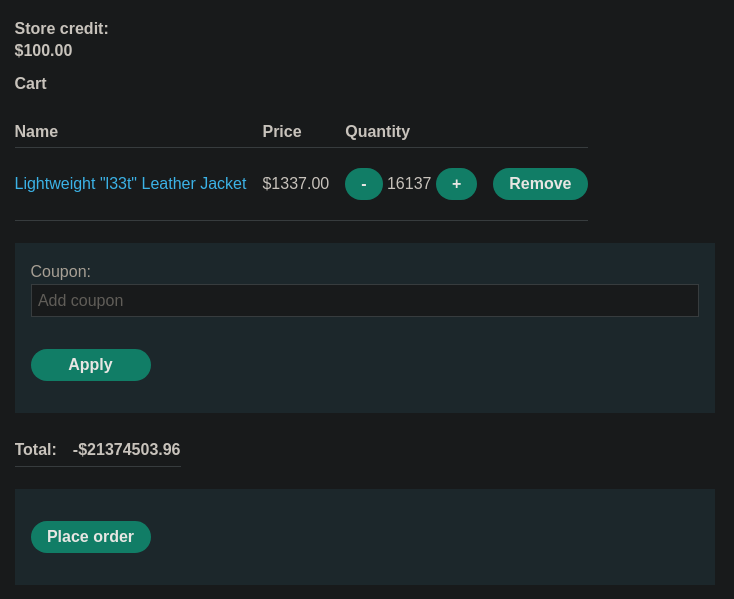 Store credit:
$100.00
Cart
Name Price Quantity
Lightweight "l33t" Leather Jacket $1337.00 - 16137 + Remove
Coupon:
Add coupon
Apply
Total: -$21374503.96
Place order